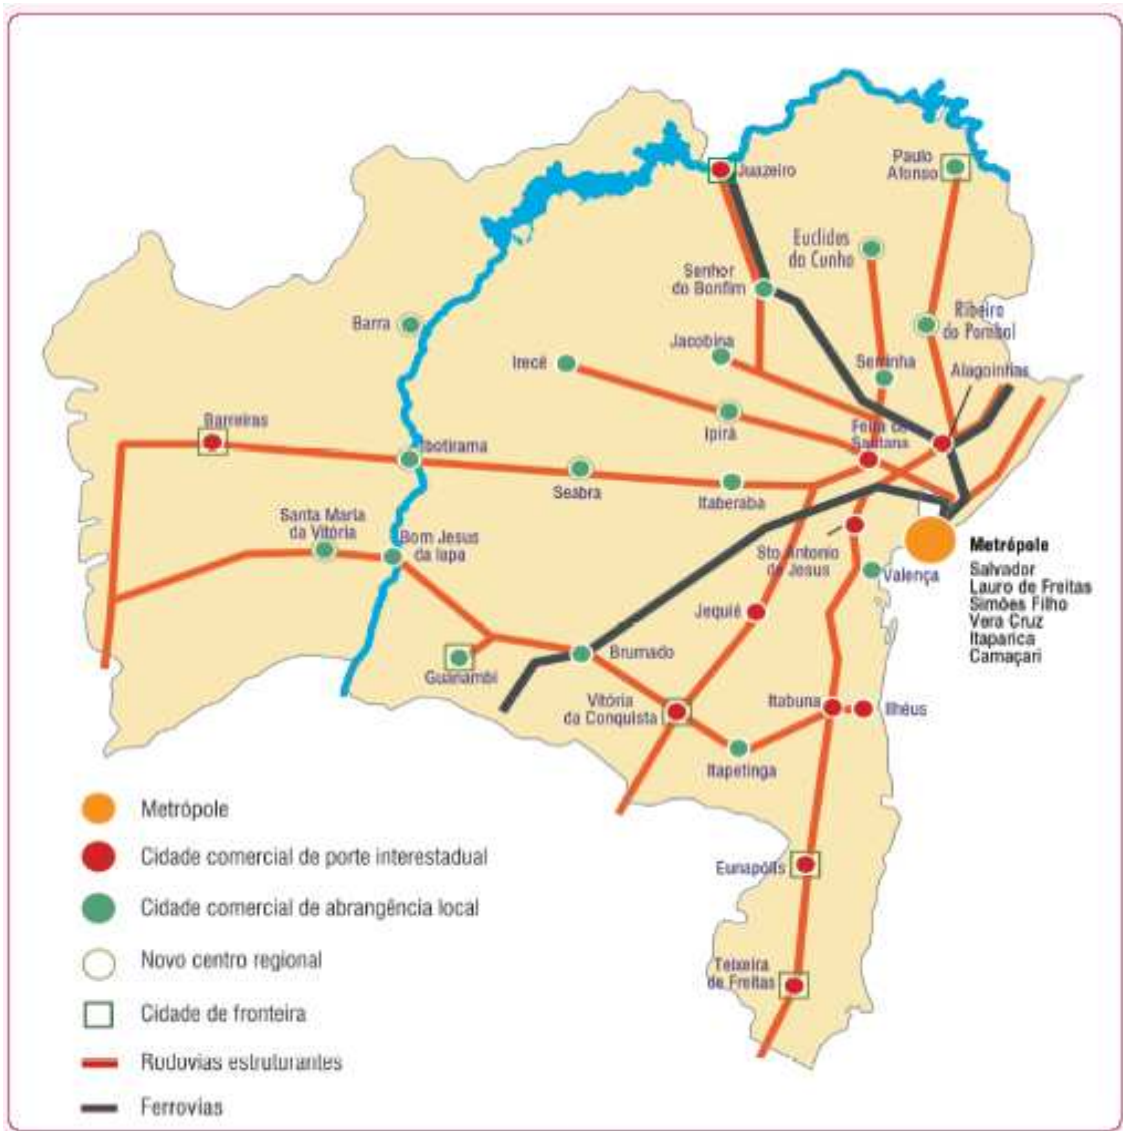 Juazeiro
Paulo
Afonso
Euclides
da Cunha
Senhor
do Bonfim
Barra
Ribeira
do Pombal
Jacobina
Irecê
Serrinha
Alagoinhas
Barreiras
Ipirá
Feira de
Santana
Ibotirama
Seabra
Itaberaba
Santa Maria
da Vitória
Bom Jesus
da lapa
Sto Antonio
de Jesus
Valença
Metrópole
Salvador
Lauro de Freitas
Simões Filho
Vera Cruz
Itaparica
Camaçari
Jequié
Guanambi
Brumado
Vitória
da Conquista
Itabuna
Ilhéus
Itapetinga
Eunapólis
Teixeira
de Freitas
Metrópole
Cidade comercial de porte interestadual
Cidade comercial de abrangência local
Novo centro regional
Cidade de fronteira
Rodovias estruturantes
Ferrovias